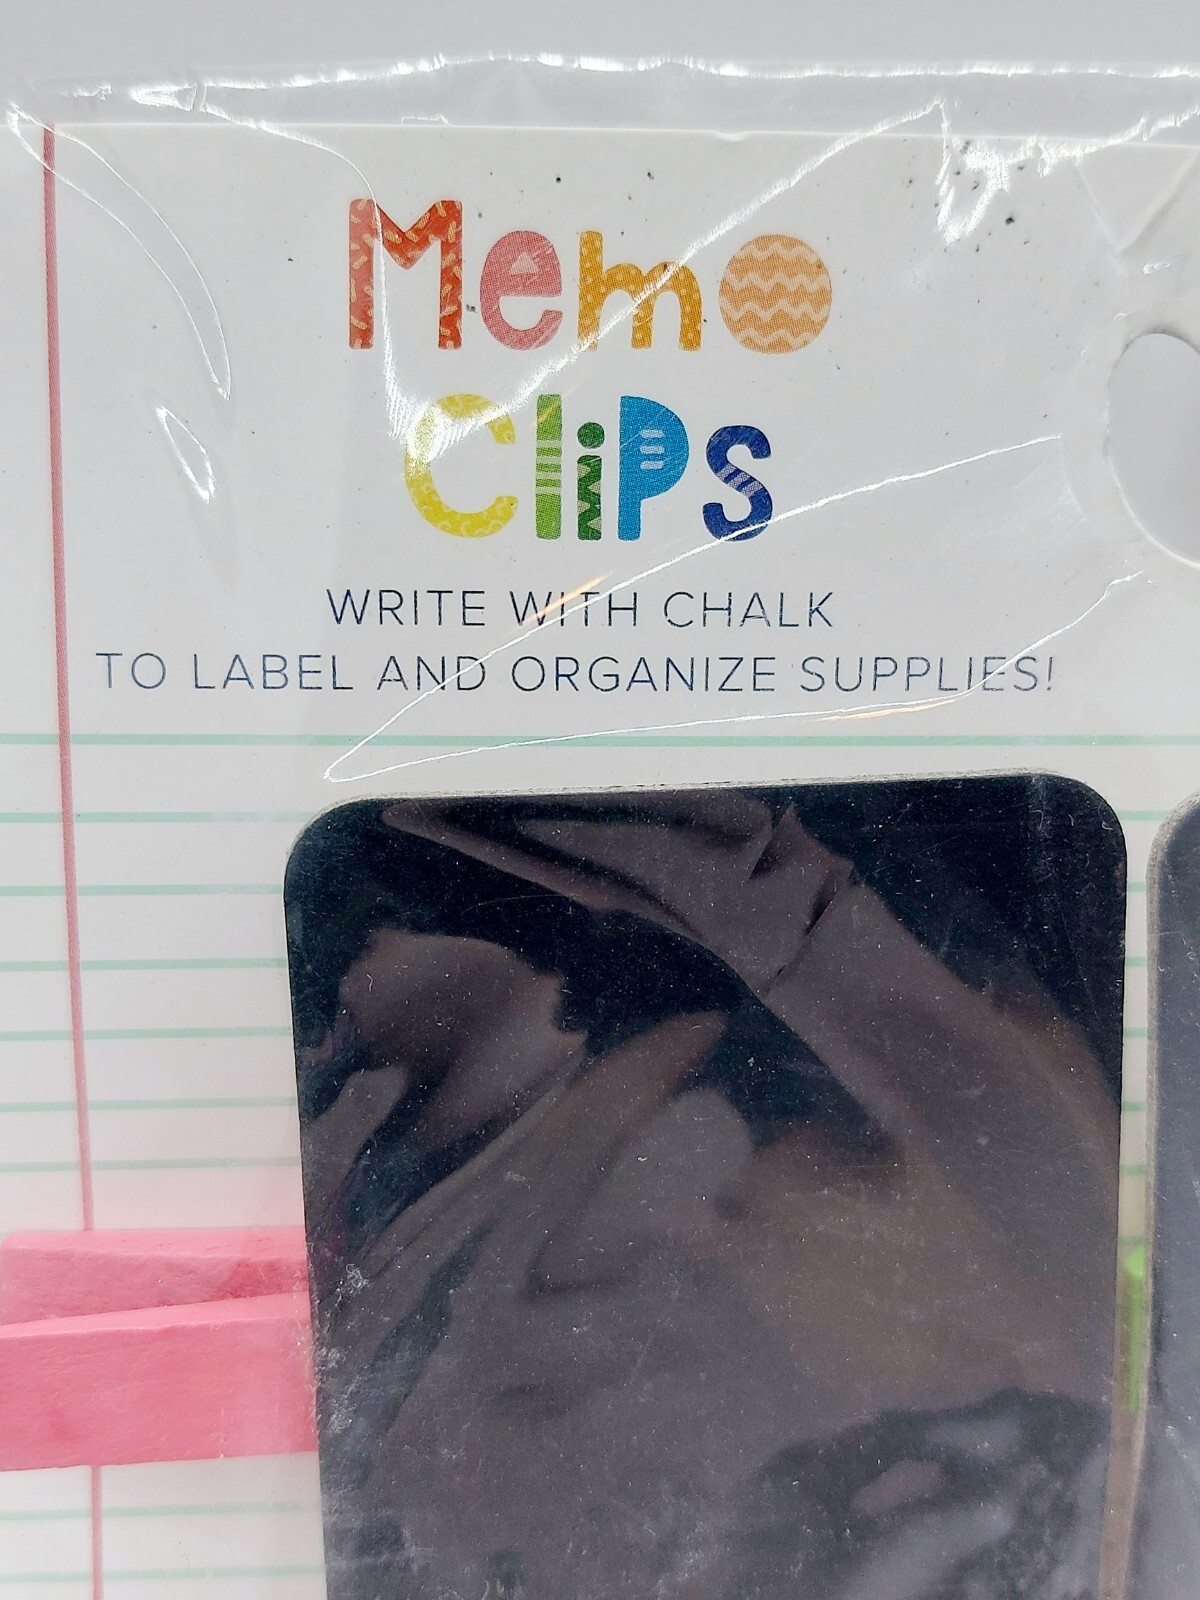 Memo
CliPs
WRITE WITH CHALK
TO LABEL AND ORGANIZE SUPPLIES!